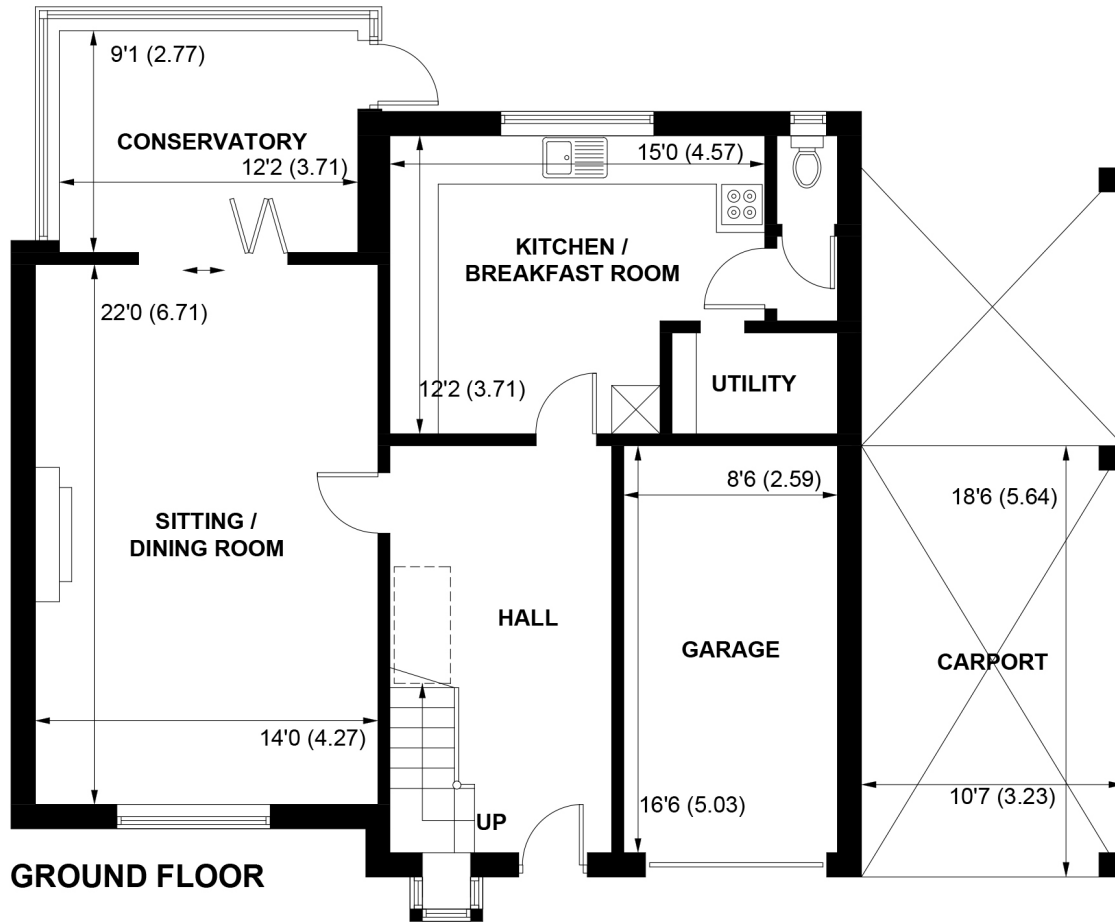 9'1 (2.77)
CONSERVATORY
12'2 (3.71)
15'0 (4.57)
KITCHEN /
BREAKFAST ROOM
22'0 (6.71)
12'2 (3.71)
UTILITY
8'6 (2.59)
18'6 (5.64)
SITTING /
DINING ROOM
HALL
GARAGE
CARPORT
14'0 (4.27)
16'6 (5.03)
10'7 (3.23)
UP
GROUND FLOOR